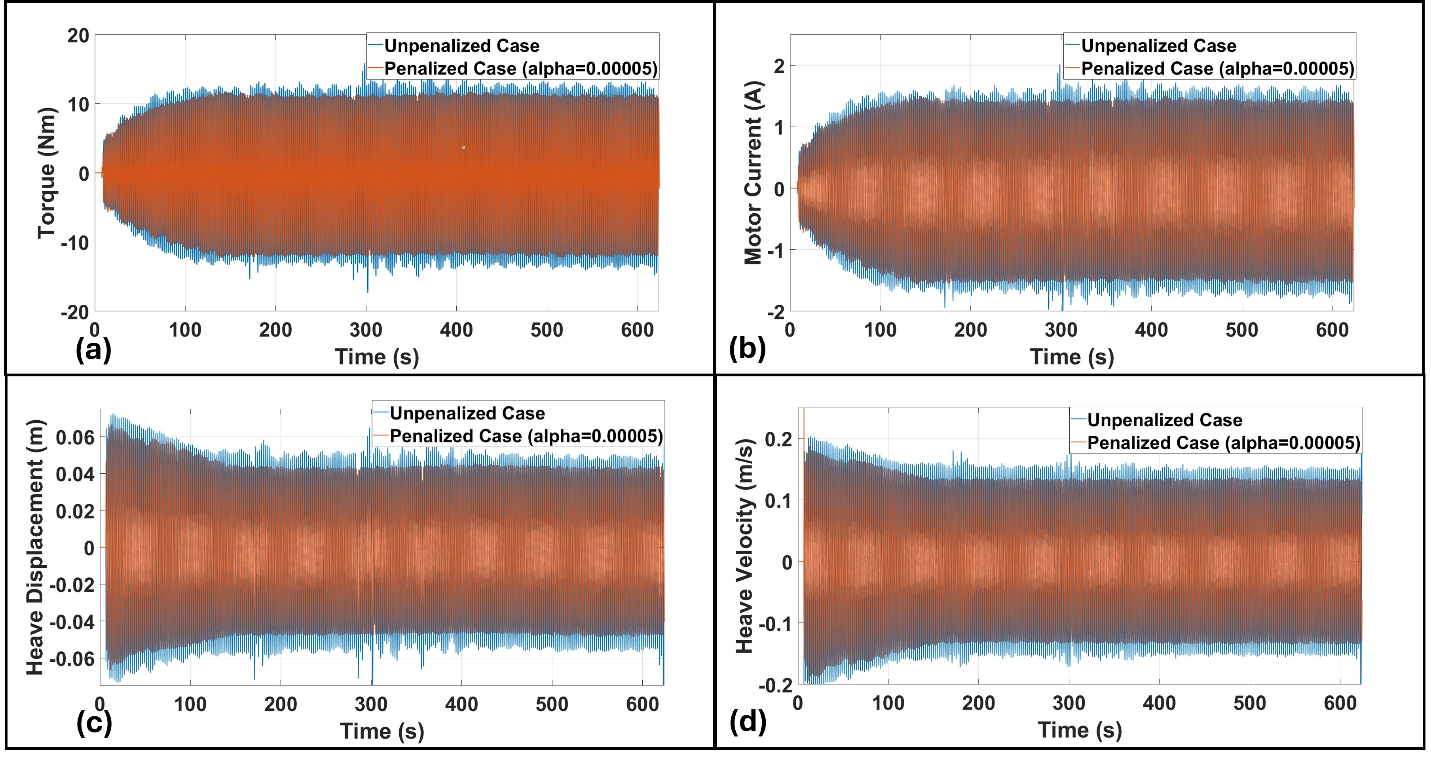 Unpenalized Case
Penalized Case (alpha=0.00005)
20
10
0
-10
-20
Torque (Nm)
0 100 200 300 400 500 600
Time (s)
(a)
Unpenalized Case
Penalized Case (alpha=0.00005)
2
1
0
-1
-2
Motor Current (A)
0 100 200 300 400 500 600
Time (s)
(b)
Unpenalized Case
Penalized Case (alpha=0.00005)
0.06
0.04
0.02
0
-0.02
-0.04
-0.06
Heave Displacement (m)
0 100 200 300 400 500 600
Time (s)
(c)
Unpenalized Case
Penalized Case (alpha=0.00005)
0.2
0.1
0
-0.1
-0.2
Heave Velocity (m/s)
0 100 200 300 400 500 600
Time (s)
(d)